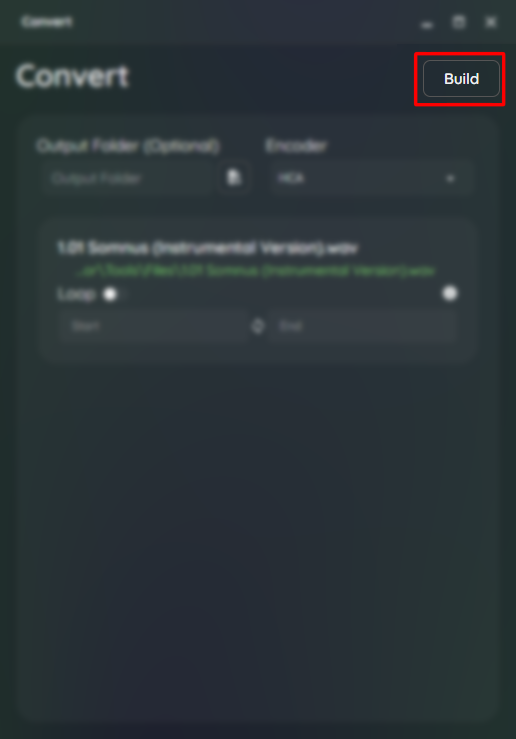 Convert
Convert
Build
Output Folder (Optional)
Encoder
Output Folder
HCA
1.01 Somnus (Instrumental Version).wav
\Tools\Files\1.01 Somnus (Instrumental Version).wav
Loop
Start
End